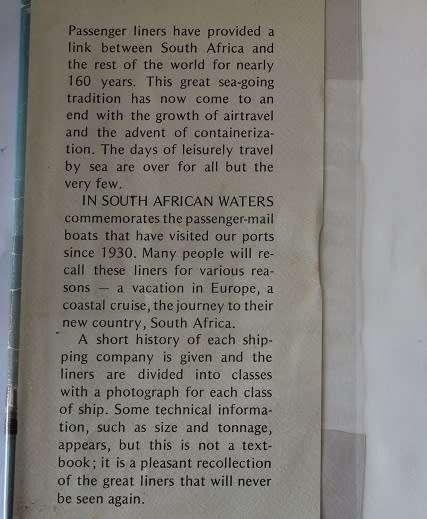 Passenger liners have provided a
link between South Africa and
the rest of the world for nearly
160 years. This great sea-going
tradition has now come to an
end with the growth of airtravel
and the advent of containeriza-
tion. The days of leisurely travel
by sea are over for all but the
very few.
IN SOUTH AFRICAN WATERS
commemorates the passenger-mail
boats that have visited our ports
since 1930. Many people will re-
call these liners for various rea-
sons — a vacation in Europe, a
coastal cruise, the journey to their
new country, South Africa.
A short history of each ship-
ping company is given and the
liners are divided into classes
with a photograph for each class
of ship. Some technical informa-
tion, such as size and tonnage,
appears, but this is not a text-
book; it is a pleasant recollection
of the great liners that will never
be seen again.